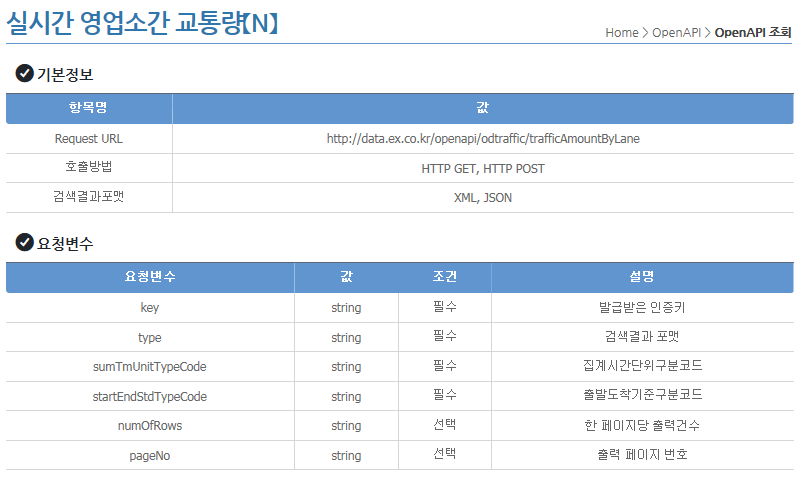 실시간 영업소간 교통량【N】
Home > OpenAPI > OpenAPI 조회
기본정보
항목명 값
Request URL http://data.ex.co.kr/openapi/odtraffic/trafficAmountByLane
호출방법 HTTP GET, HTTP POST
검색결과포맷 XML, JSON
요청변수
요청변수 값 조건 설명
key string 필수 발급받은 인증키
type string 필수 검색결과 포맷
sumTmUnitTypeCode string 필수 집계시간단위구분코드
startEndStdTypeCode string 필수 출발도착기준구분코드
numOfRows string 선택 한 페이지당 출력건수
pageNo string 선택 출력 페이지 번호